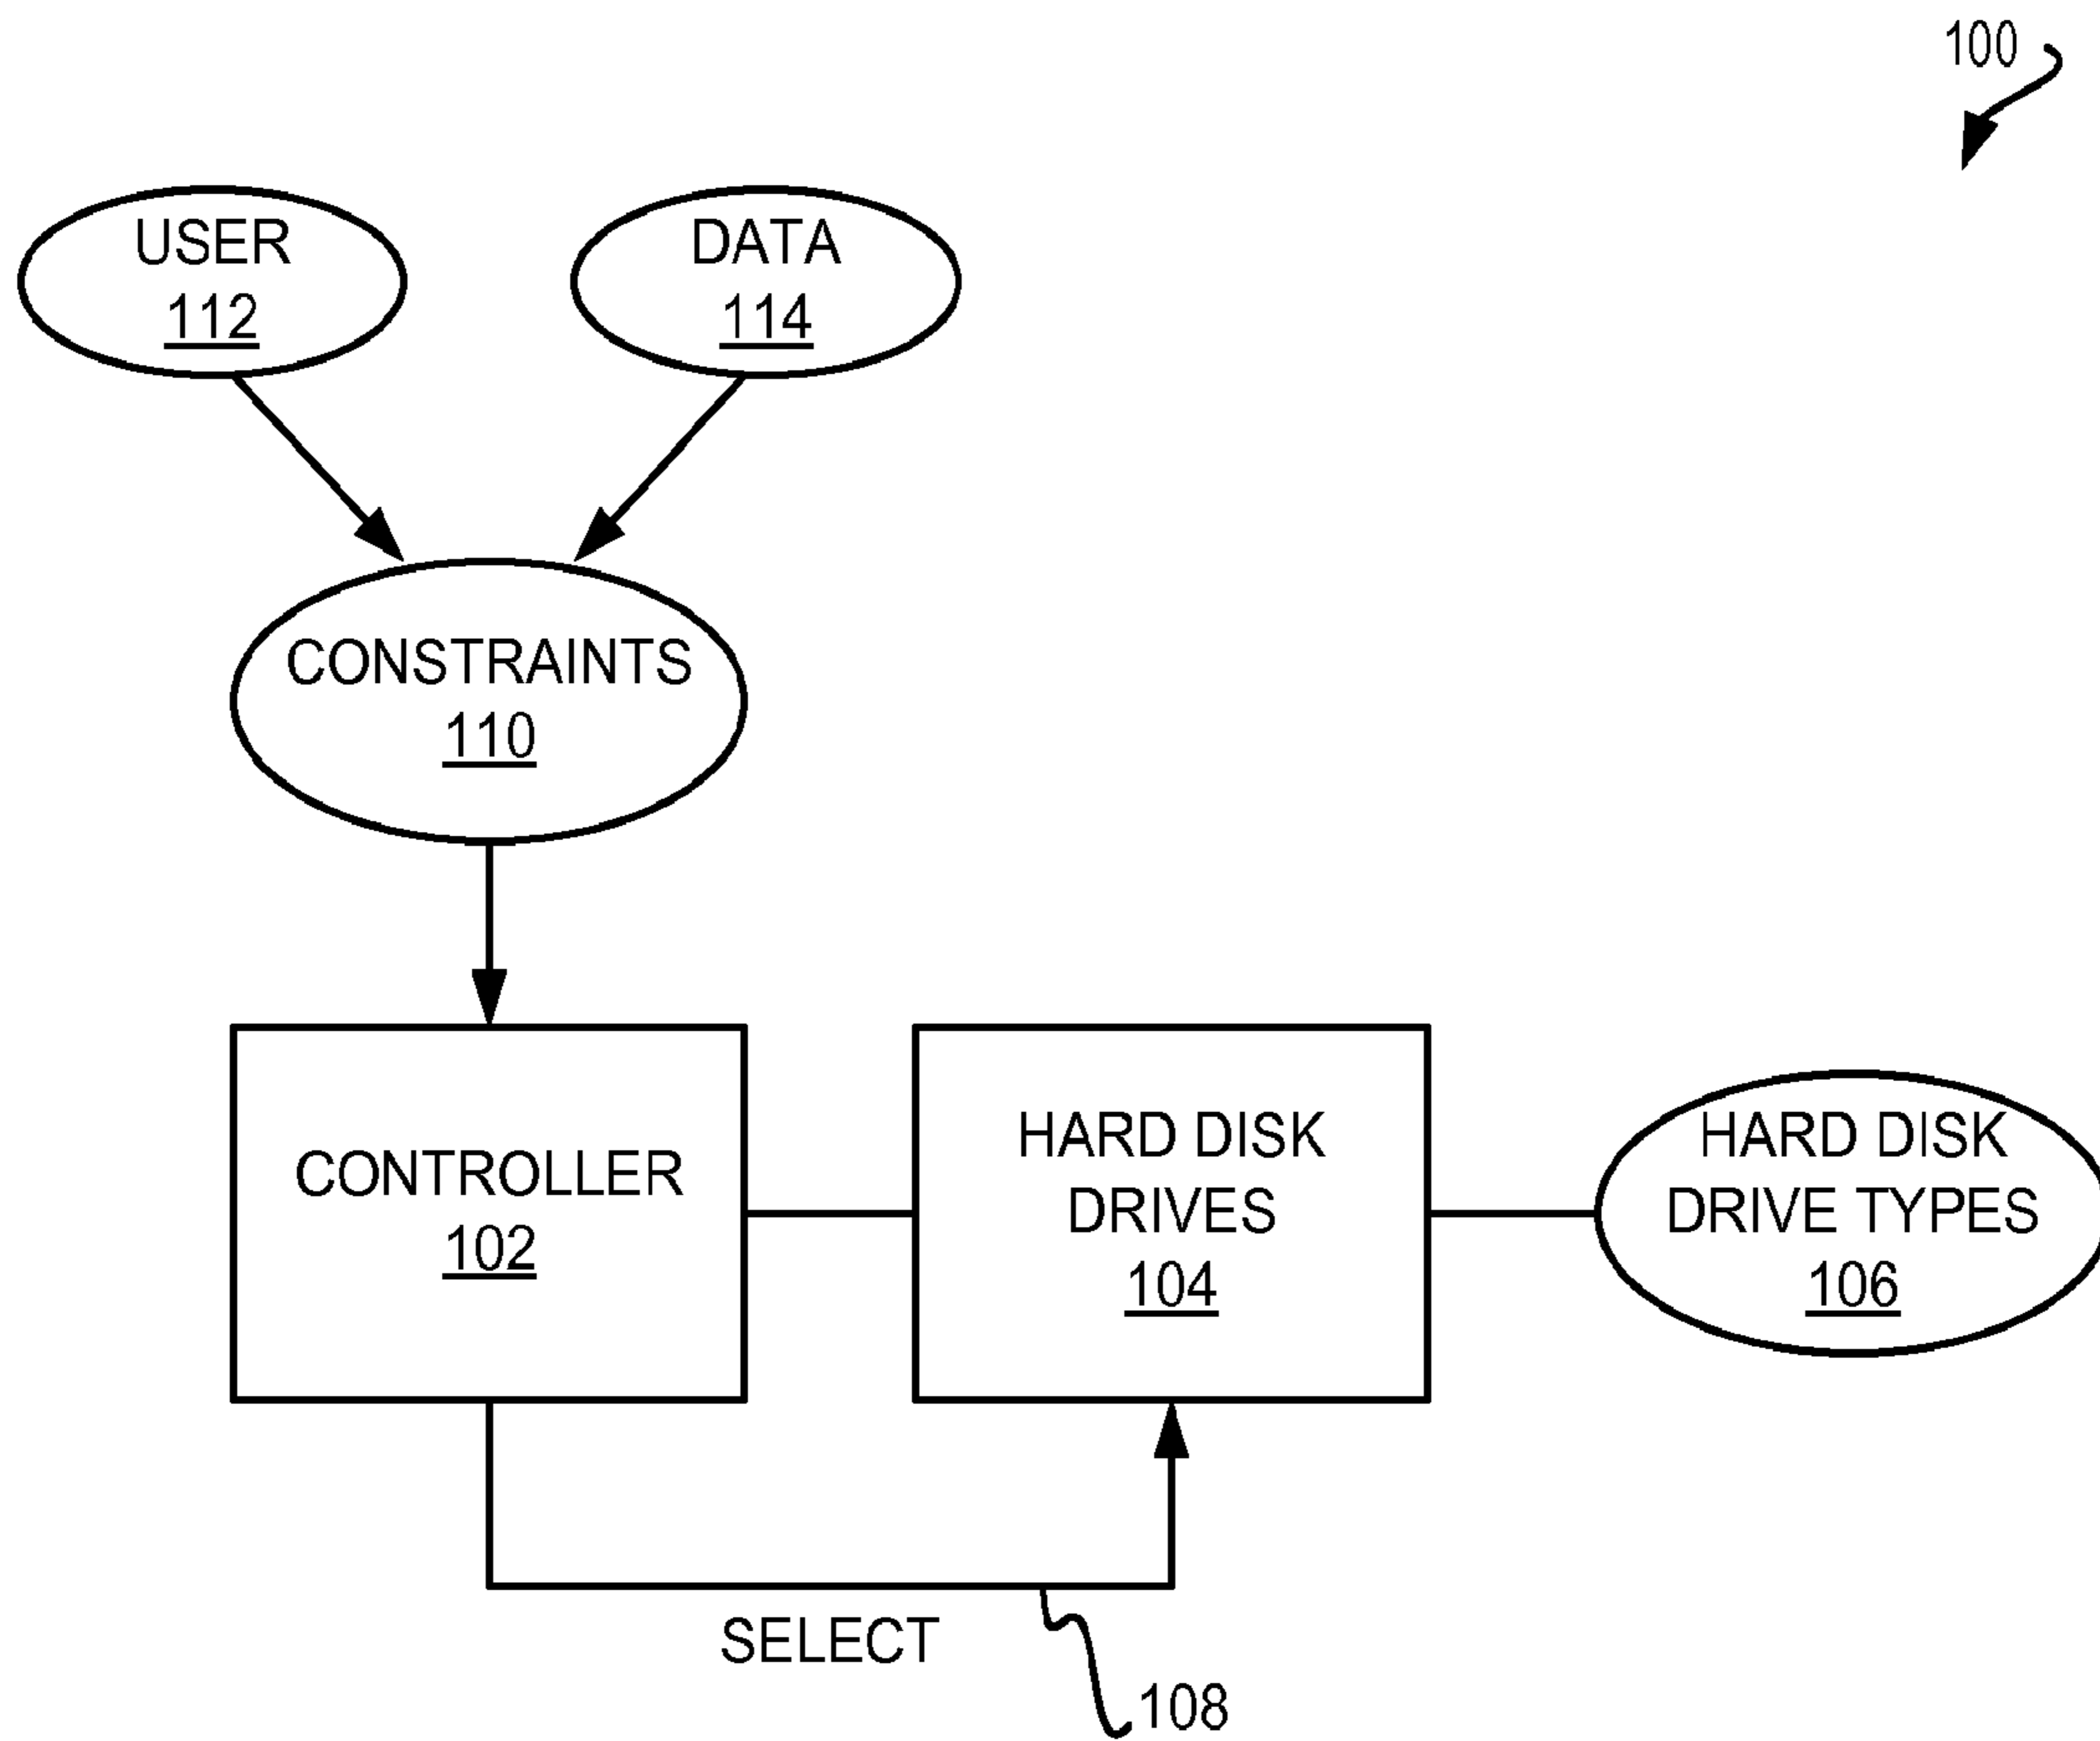 100
USER
112
DATA
114
CONSTRAINTS
110
CONTROLLER
102
HARD DISK
DRIVES
104
HARD DISK
DRIVE TYPES
106
SELECT
108